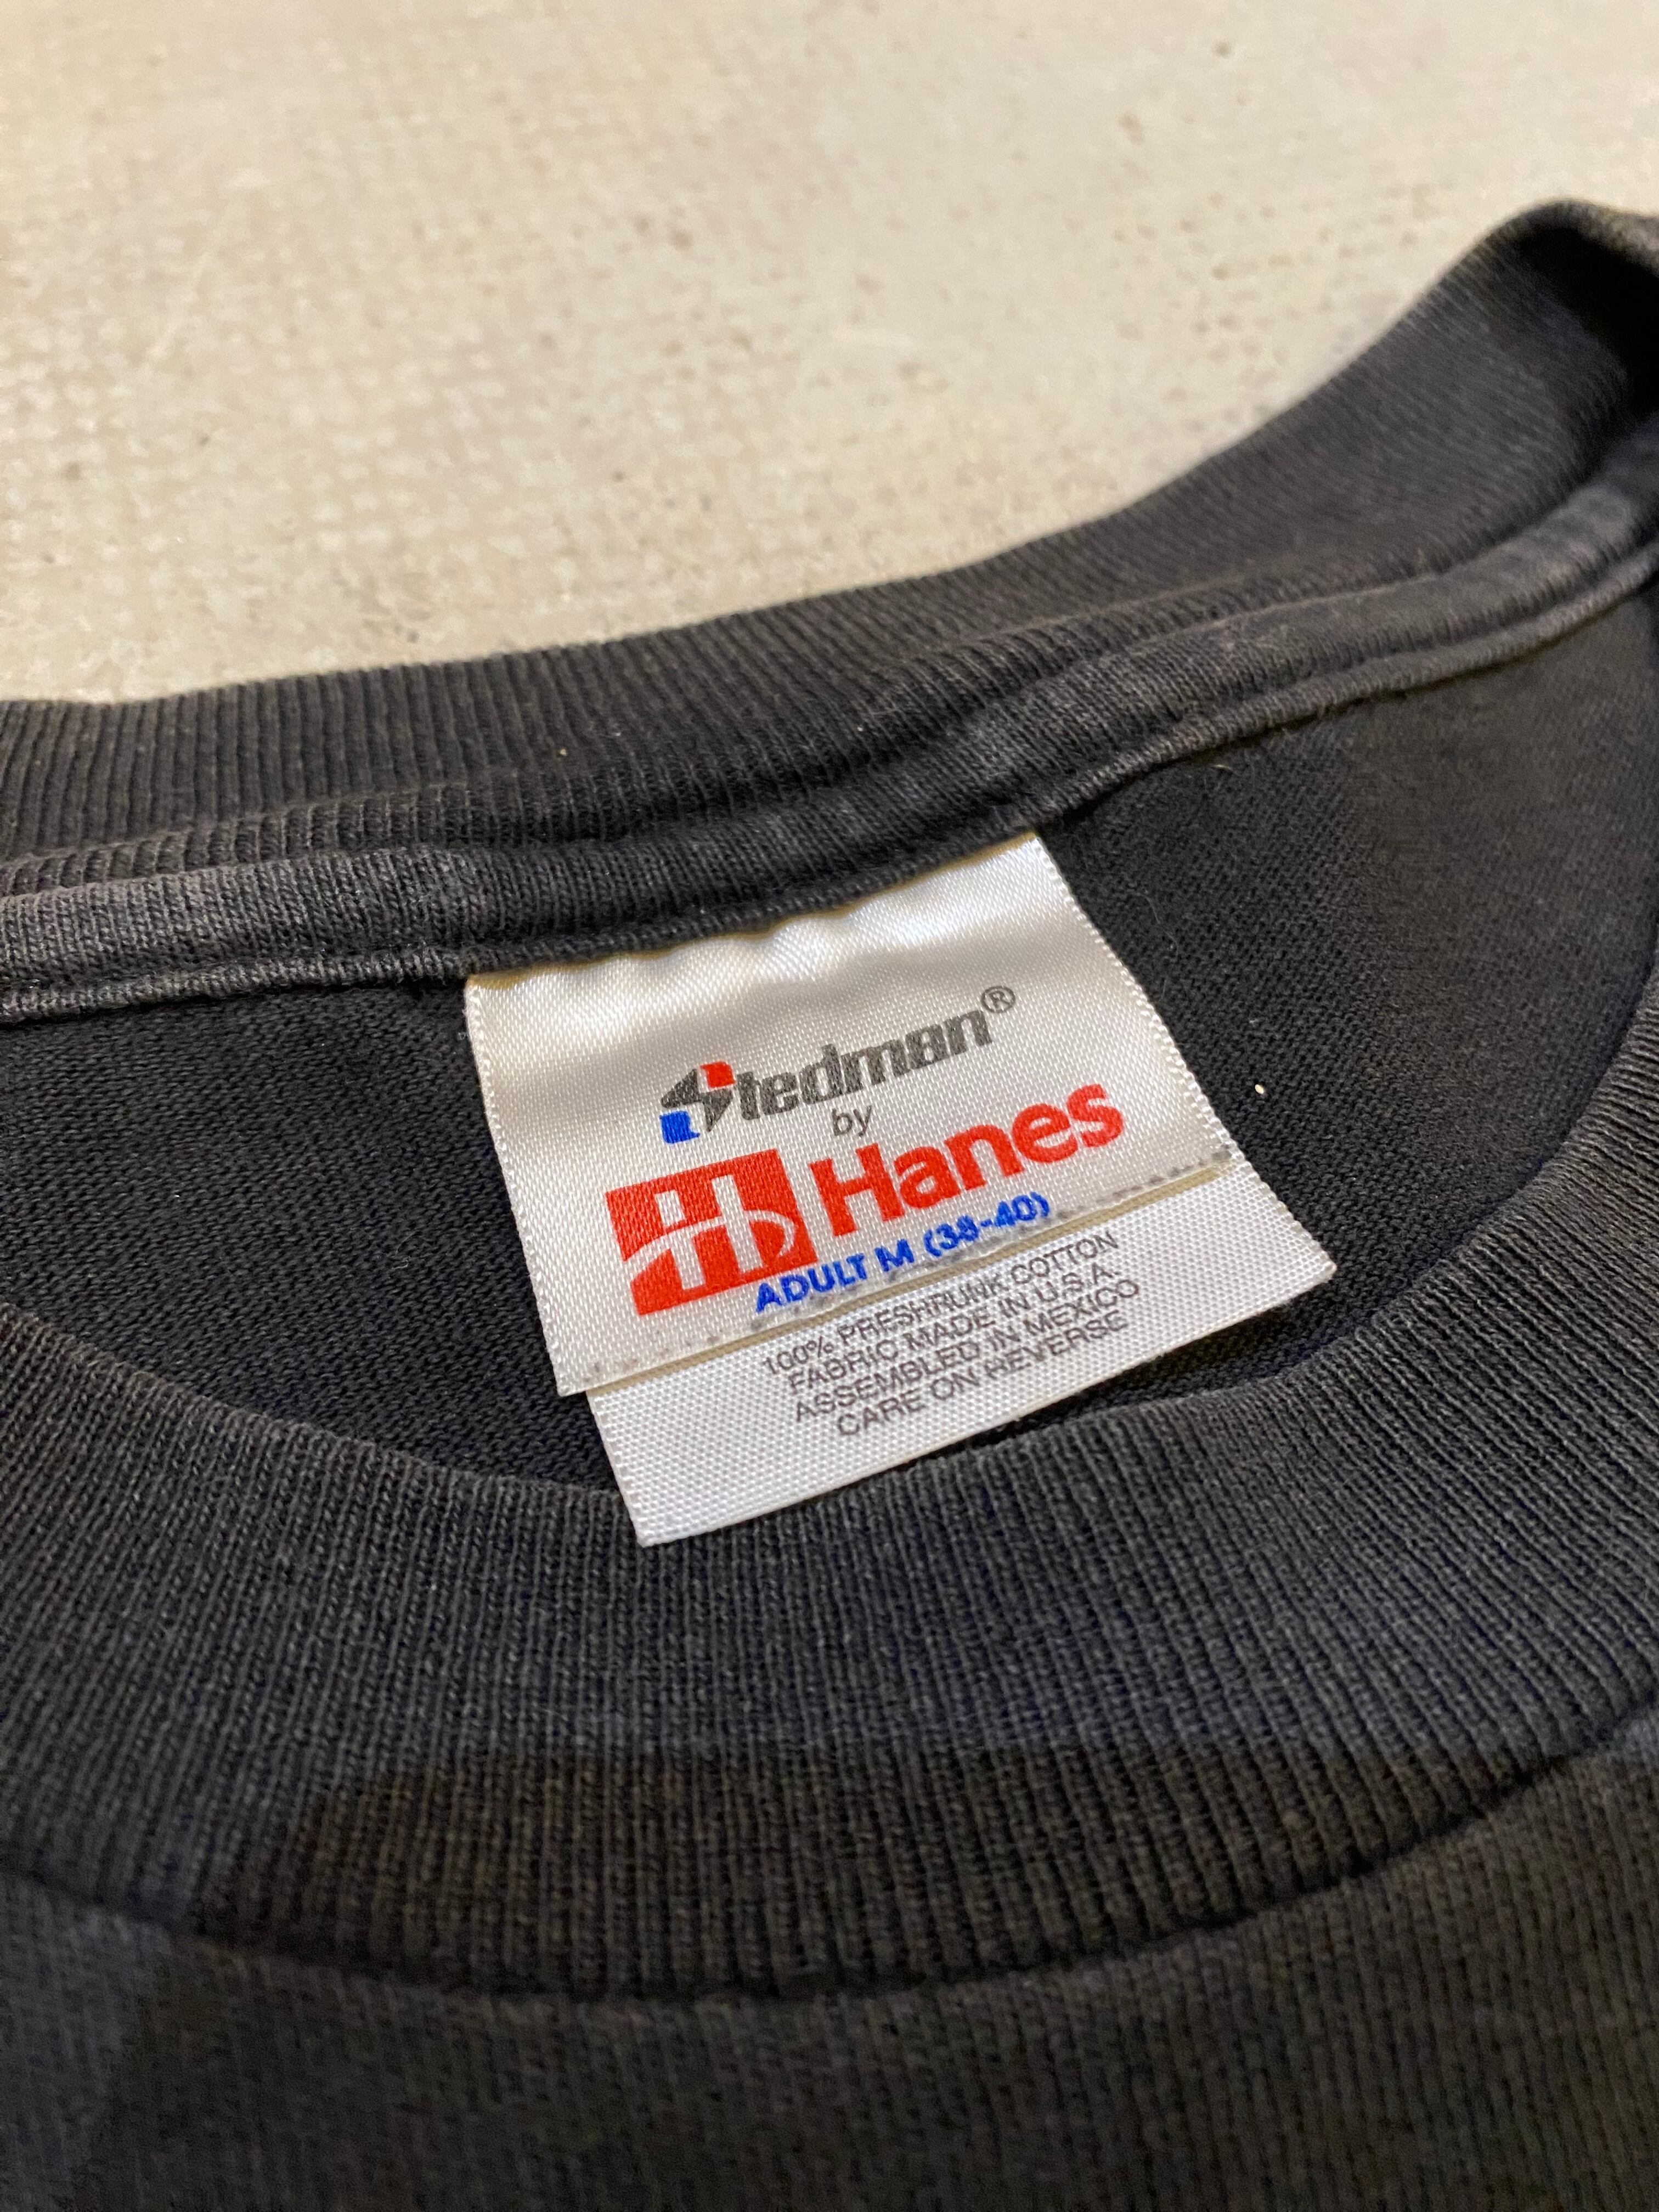 Stedman®
by
Hanes
ADULT M (38-40)
100% PRESHRUNK COTTON
FABRIC MADE IN U.S.A.
ASSEMBLED IN MEXICO
CARE ON REVERSE